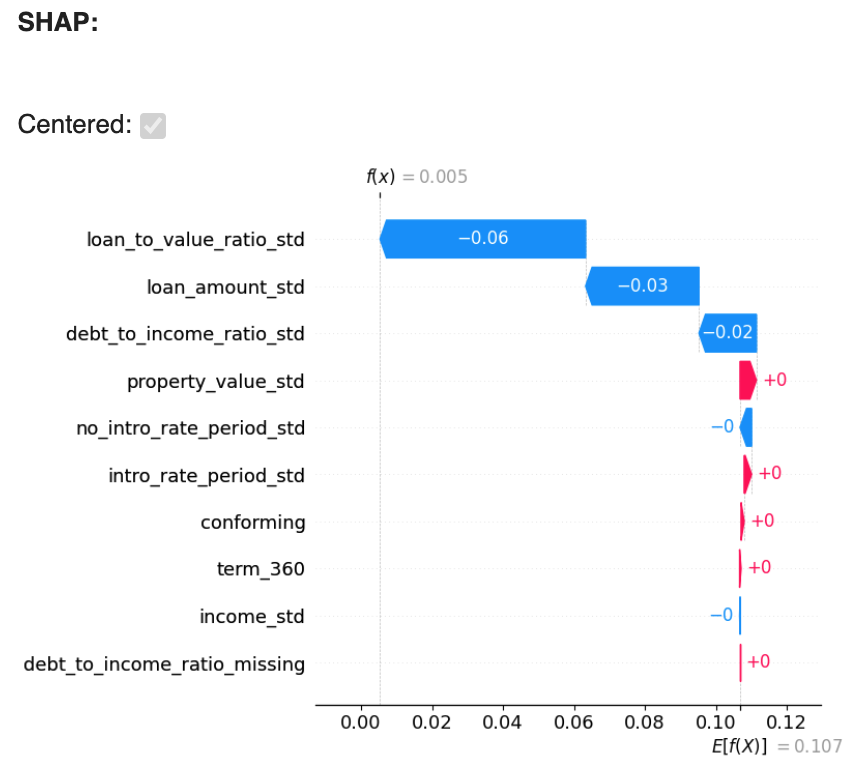 SHAP:
Centered:
f(x) = 0.005
loan_to_value_ratio_std −0.06
loan_amount_std −0.03
debt_to_income_ratio_std −0.02
property_value_std +0
no_intro_rate_period_std −0
intro_rate_period_std +0
conforming +0
term_360 +0
income_std −0
debt_to_income_ratio_missing +0
0.00 0.02 0.04 0.06 0.08 0.10 0.12
E[f(X)] = 0.107